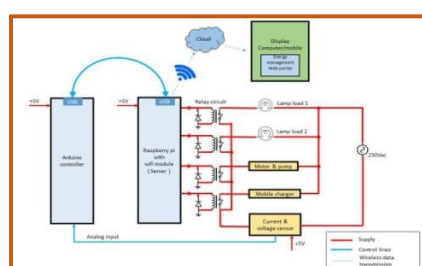 Cloud
Display
Computer/mobile
Energy
management
Web portal
+5V
USB
+5V
USB
Relay circuit
Lamp load 1
Lamp load 2
Arduino
controller
Raspberry pi
with
wifi module
( Server )
Motor & pump
Mobile charger
230Vac
Current &
voltage sensor
+5V
Analog Input
Supply
Control lines
Wireless data
transmission